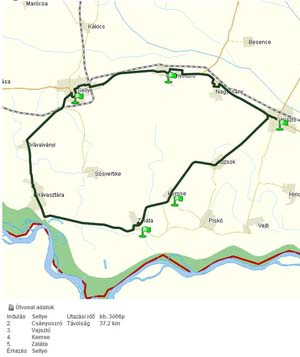 Marócsa
Kákics
Besence
Sellye
Nagycsány
Vajszló
Drávaiványi
Sósvertike
Drávasztára
Kemse
Zaláta
Piskó
Vejti
Útvonal adatok
Indulás Sellye Utazási idő kb. 3óó6p
2. Csányoszró Távolság 37.2 km
3. Vajszló
4. Kemse
5. Zaláta
Érkezés Sellye